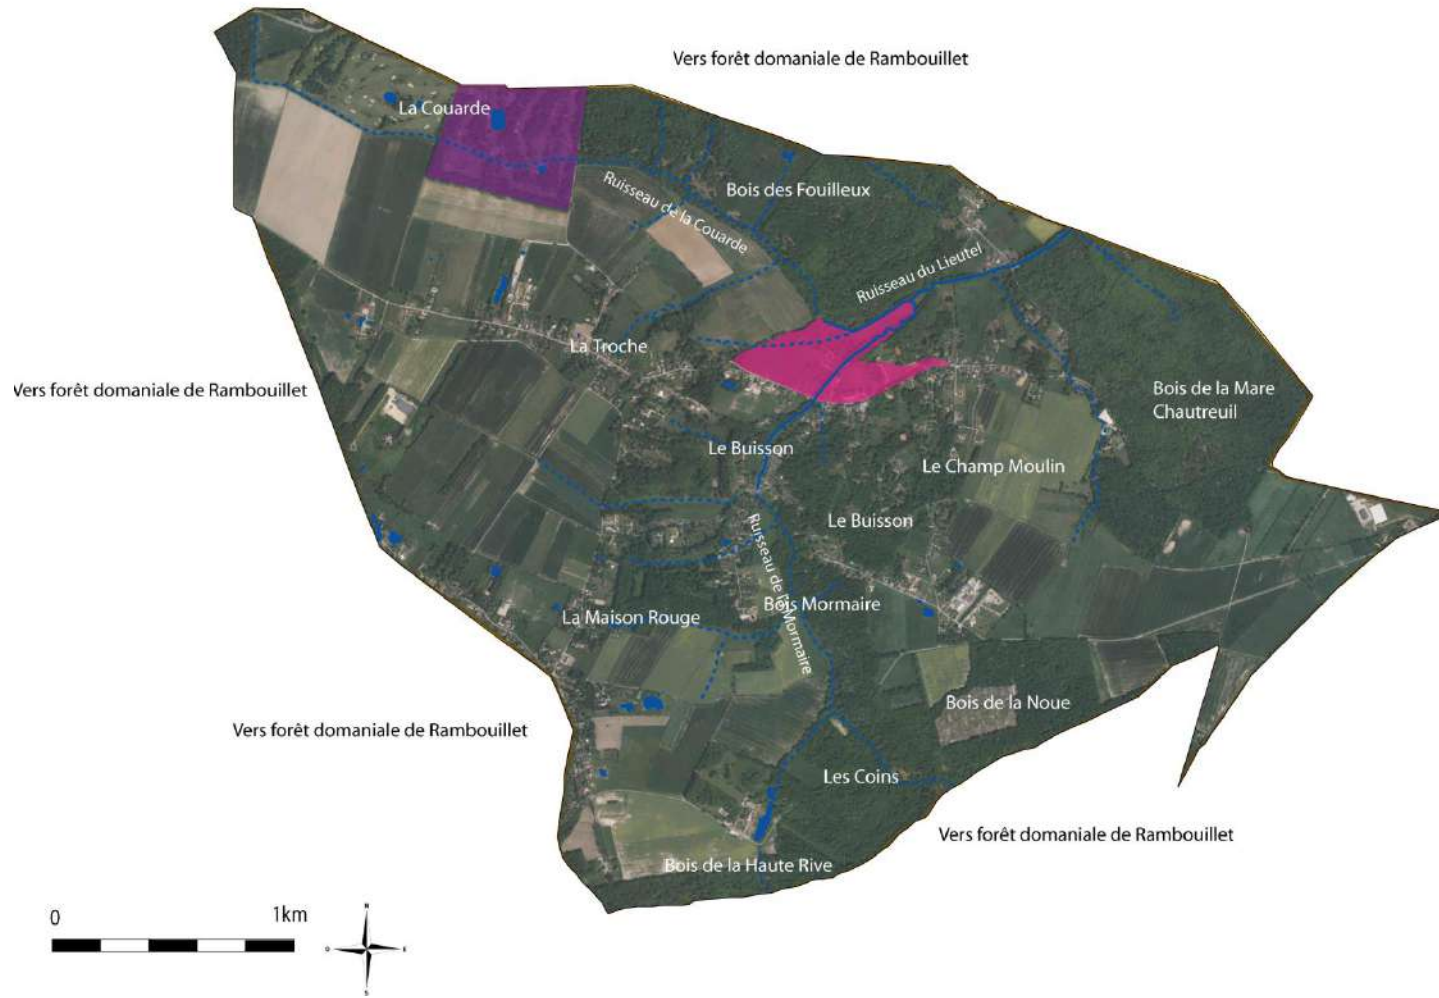 Vers forêt domaniale de Rambouillet
La Couarde
Bois des Fouilleux
Ruisseau de la Couarde
Ruisseau du Lieutel
La Troche
Vers forêt domaniale de Rambouillet
Bois de la Mare
Chautreuil
Le Buisson
Le Champ Moulin
Le Buisson
Ruisseau de la Mormaire
Bois Mormaire
La Maison Rouge
Bois de la Noue
Vers forêt domaniale de Rambouillet
Les Coins
Vers forêt domaniale de Rambouillet
Bois de la Haute Rive
0 1km
N
O E
S